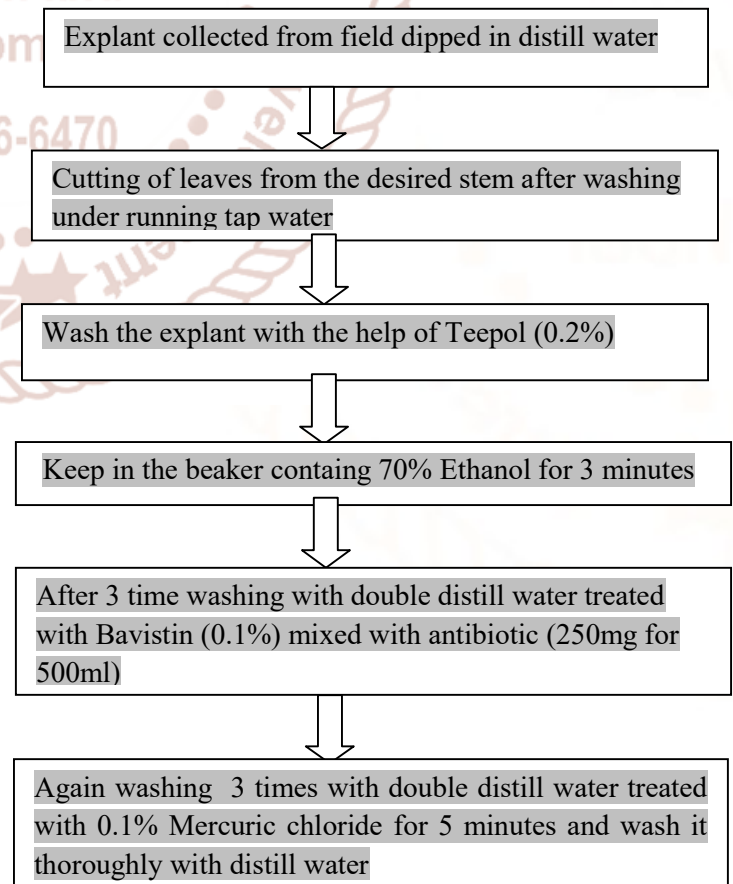 Explant collected from field dipped in distill water
6-6470
Cutting of leaves from the desired stem after washing
under running tap water
Wash the explant with the help of Teepol (0.2%)
Keep in the beaker containg 70% Ethanol for 3 minutes
After 3 time washing with double distill water treated
with Bavistin (0.1%) mixed with antibiotic (250mg for
500ml)
Again washing 3 times with double distill water treated
with 0.1% Mercuric chloride for 5 minutes and wash it
thoroughly with distill water